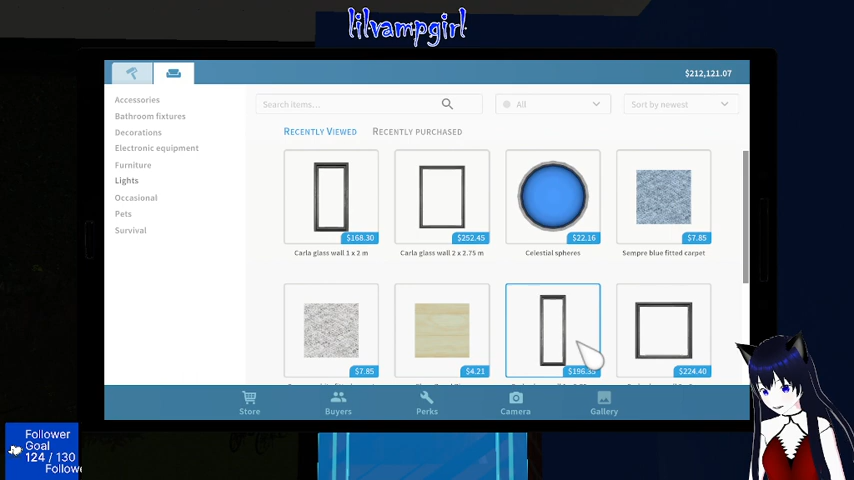 lilvampgirl
$212,121.07
Accessories
Bathroom fixtures
Decorations
Electronic equipment
Furniture
Lights
Occasional
Pets
Survival
Search items...
All
Sort by newest
RECENTLY VIEWED
RECENTLY PURCHASED
$168.30
$252.45
$22.16
$7.85
Carla glass wall 1 x 2 m
Carla glass wall 2 x 2.75 m
Celestial spheres
Sempre blue fitted carpet
$7.85
$4.21
$196.35
$224.40
Store
Buyers
Perks
Camera
Gallery
Follower
Goal
124 / 130
Follow